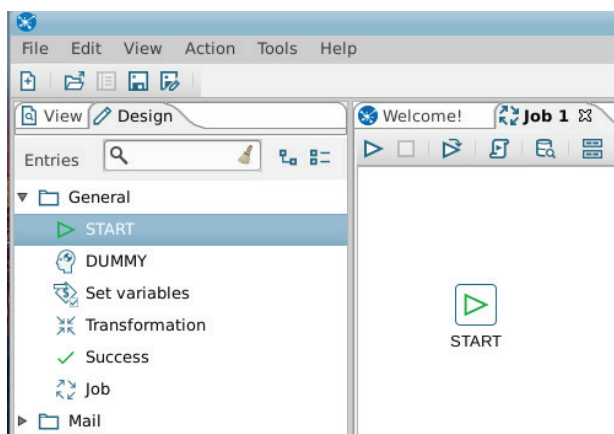 File Edit View Action Tools Help
View Design
Welcome! Job 1
Entries
General
START
DUMMY
Set variables
Transformation
Success
Job
Mail
START